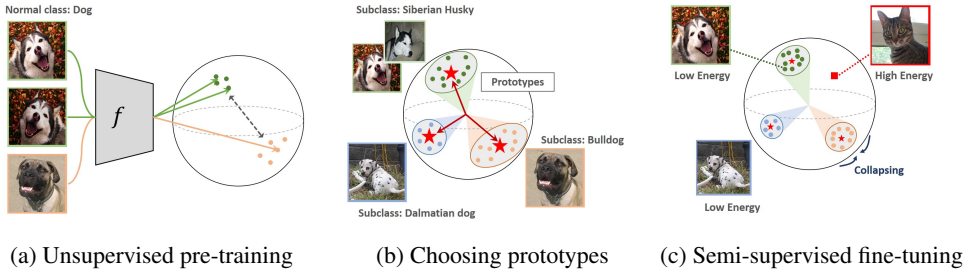 Normal class: Dog
f
(a) Unsupervised pre-training
Subclass: Siberian Husky
Prototypes
Subclass: Bulldog
Subclass: Dalmatian dog
(b) Choosing prototypes
Low Energy
High Energy
Collapsing
Low Energy
(c) Semi-supervised fine-tuning